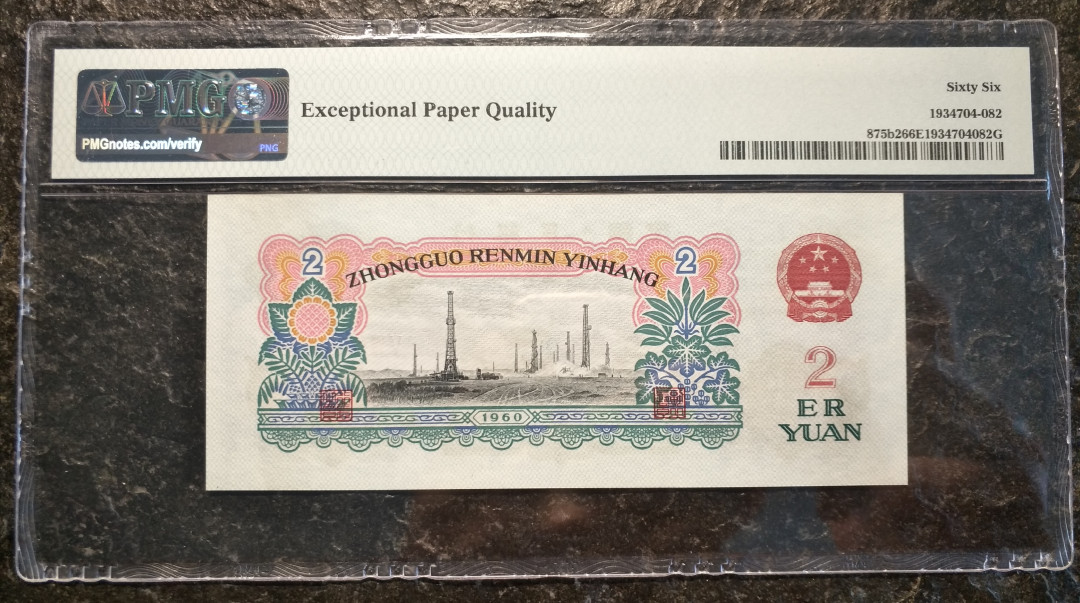 PMG
PMGnotes.com/verify
PNG
Exceptional Paper Quality
Sixty Six
1934704-082
875b266E1934704082G
2
ZHONGGUO RENMIN YINHANG
2
1960
2
ER
YUAN